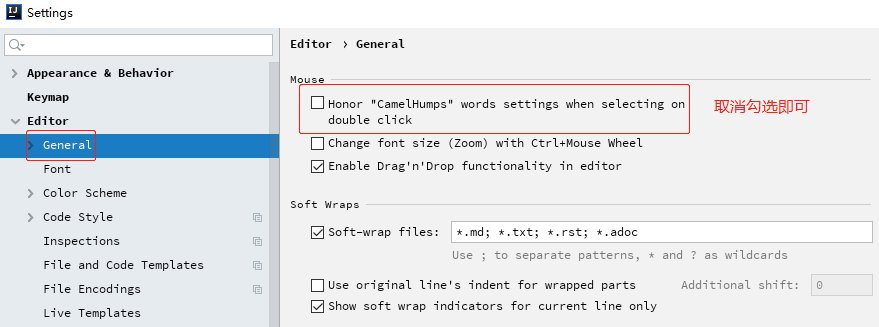 IJ Settings
Appearance & Behavior
Keymap
Editor
General
Font
Color Scheme
Code Style
Inspections
File and Code Templates
File Encodings
Live Templates
Editor › General
Mouse
Honor "CamelHumps" words settings when selecting on
double click
取消勾选即可
Change font size (Zoom) with Ctrl+Mouse Wheel
Enable Drag'n'Drop functionality in editor
Soft Wraps
Soft-wrap files: *.md; *.txt; *.rst; *.adoc
Use ; to separate patterns, * and ? as wildcards
Use original line's indent for wrapped parts Additional shift: 0
Show soft wrap indicators for current line only